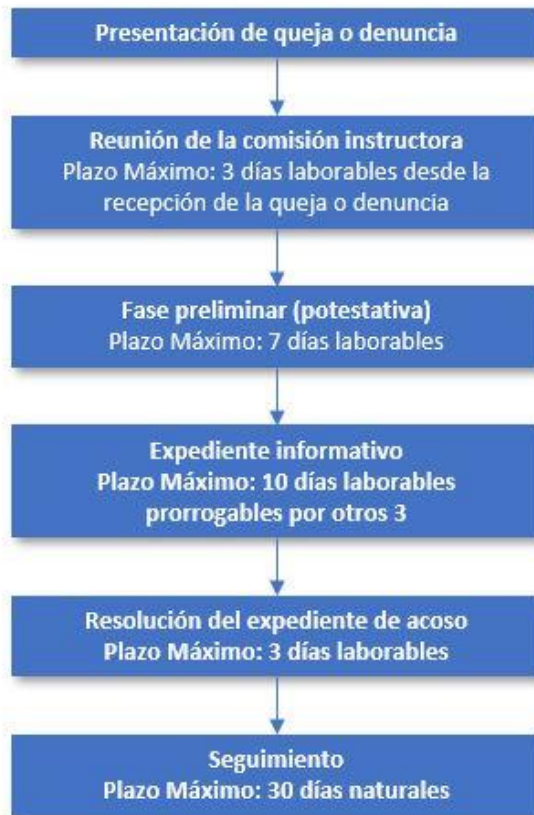 Presentación de queja o denuncia
Reunión de la comisión instructora
Plazo Máximo: 3 días laborables desde la
recepción de la queja o denuncia
Fase preliminar (potestativa)
Plazo Máximo: 7 días laborables
Expediente informativo
Plazo Máximo: 10 días laborables
prorrogables por otros 3
Resolución del expediente de acoso
Plazo Máximo: 3 días laborables
Seguimiento
Plazo Máximo: 30 días naturales